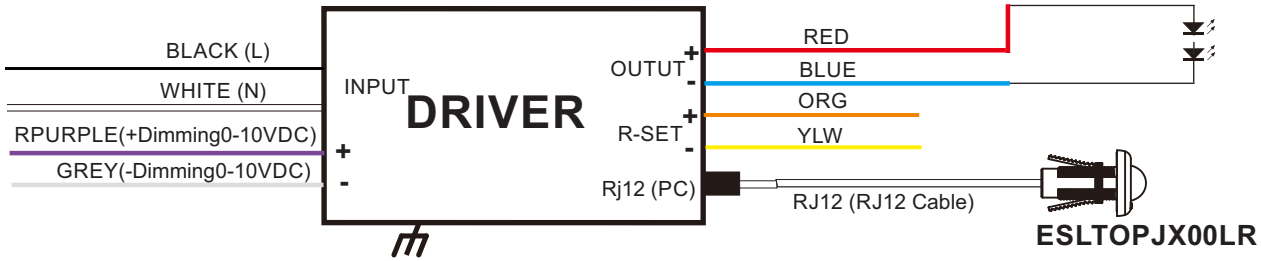 BLACK (L)
WHITE (N)
RPURPLE(+Dimming0-10VDC)
GREY(-Dimming0-10VDC)
INPUT
+
-
DRIVER
OUTUT
+
-
R-SET
+
-
Rj12 (PC)
RED
BLUE
ORG
YLW
RJ12 (RJ12 Cable)
ESLTOPJX00LR